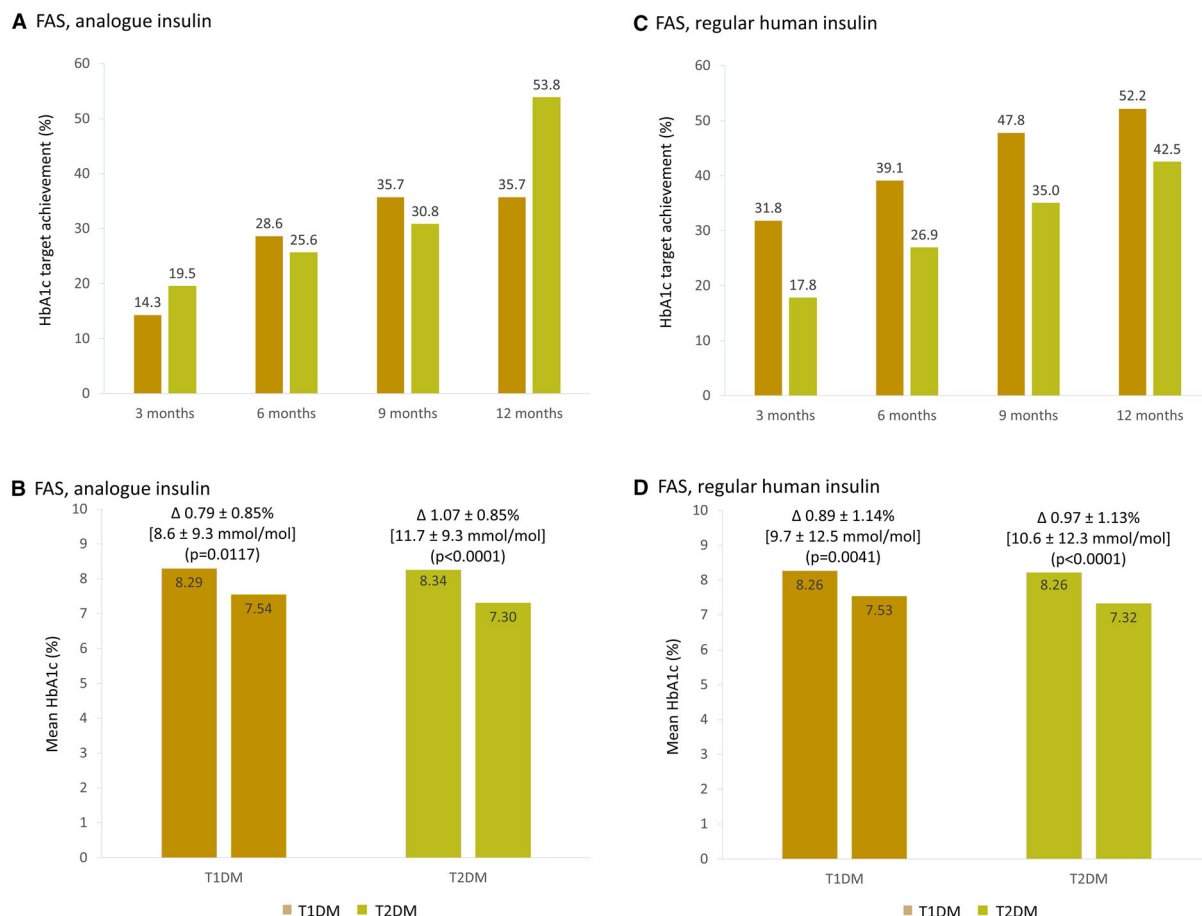 A FAS, analogue insulin
HbA1c target achievement (%)
60
50
40
30
20
10
0
14.3
19.5
28.6
25.6
35.7
30.8
35.7
53.8
3 months
6 months
9 months
12 months
C FAS, regular human insulin
HbA1c target achievement (%)
60
50
40
30
20
10
0
31.8
17.8
39.1
26.9
47.8
35.0
52.2
42.5
3 months
6 months
9 months
12 months
B FAS, analogue insulin
Mean HbA1c (%)
10
9
8
7
6
5
4
3
2
1
0
Δ 0.79 ± 0.85%
[8.6 ± 9.3 mmol/mol]
(p=0.0117)
8.29
7.54
Δ 1.07 ± 0.85%
[11.7 ± 9.3 mmol/mol]
(p<0.0001)
8.34
7.30
T1DM
T2DM
T1DM T2DM
D FAS, regular human insulin
Mean HbA1c (%)
10
9
8
7
6
5
4
3
2
1
0
Δ 0.89 ± 1.14%
[9.7 ± 12.5 mmol/mol]
(p=0.0041)
8.26
7.53
Δ 0.97 ± 1.13%
[10.6 ± 12.3 mmol/mol]
(p<0.0001)
8.26
7.32
T1DM
T2DM
T1DM T2DM